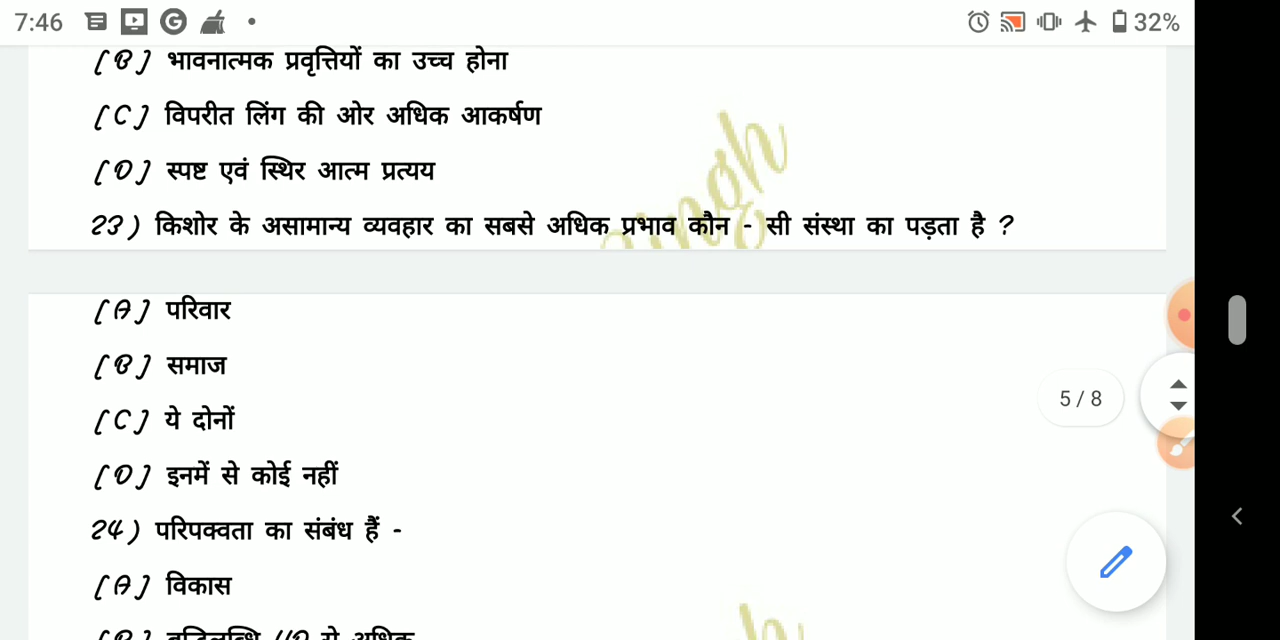 7:46
32%
[B] भावनात्मक प्रवृत्तियों का उच्च होना
[C] विपरीत लिंग की ओर अधिक आकर्षण
[D] स्पष्ट एवं स्थिर आत्म प्रत्यय
23) किशोर के असामान्य व्यवहार का सबसे अधिक प्रभाव कौन - सी संस्था का पड़ता है ?
[A] परिवार
[B] समाज
[C] ये दोनों
[D] इनमें से कोई नहीं
5 / 8
24) परिपक्वता का संबंध हैं -
[A] विकास